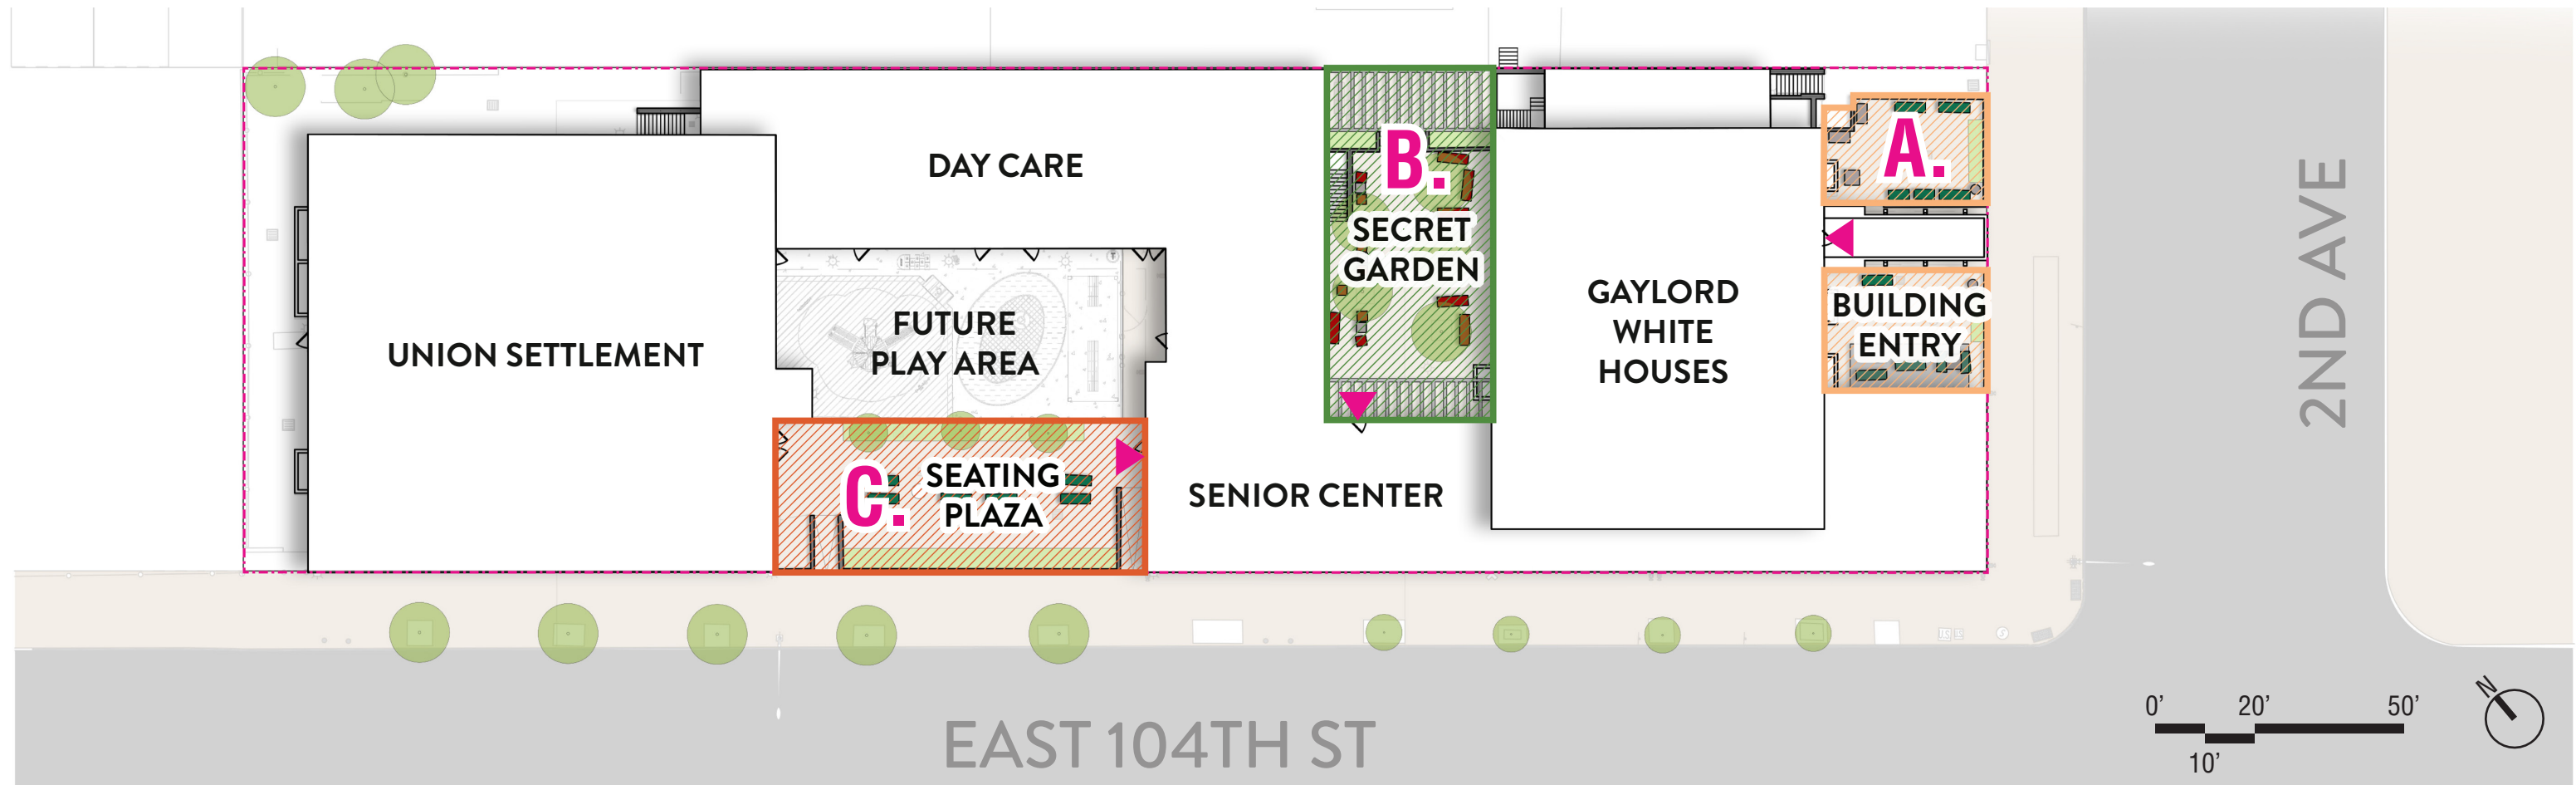 DAY CARE
B.
SECRET
GARDEN
A.
UNION SETTLEMENT
FUTURE
PLAY AREA
GAYLORD
WHITE
HOUSES
BUILDING
ENTRY
2ND AVE
C.
SEATING
PLAZA
SENIOR CENTER
EAST 104TH ST
0’
20’
50’
10’
N